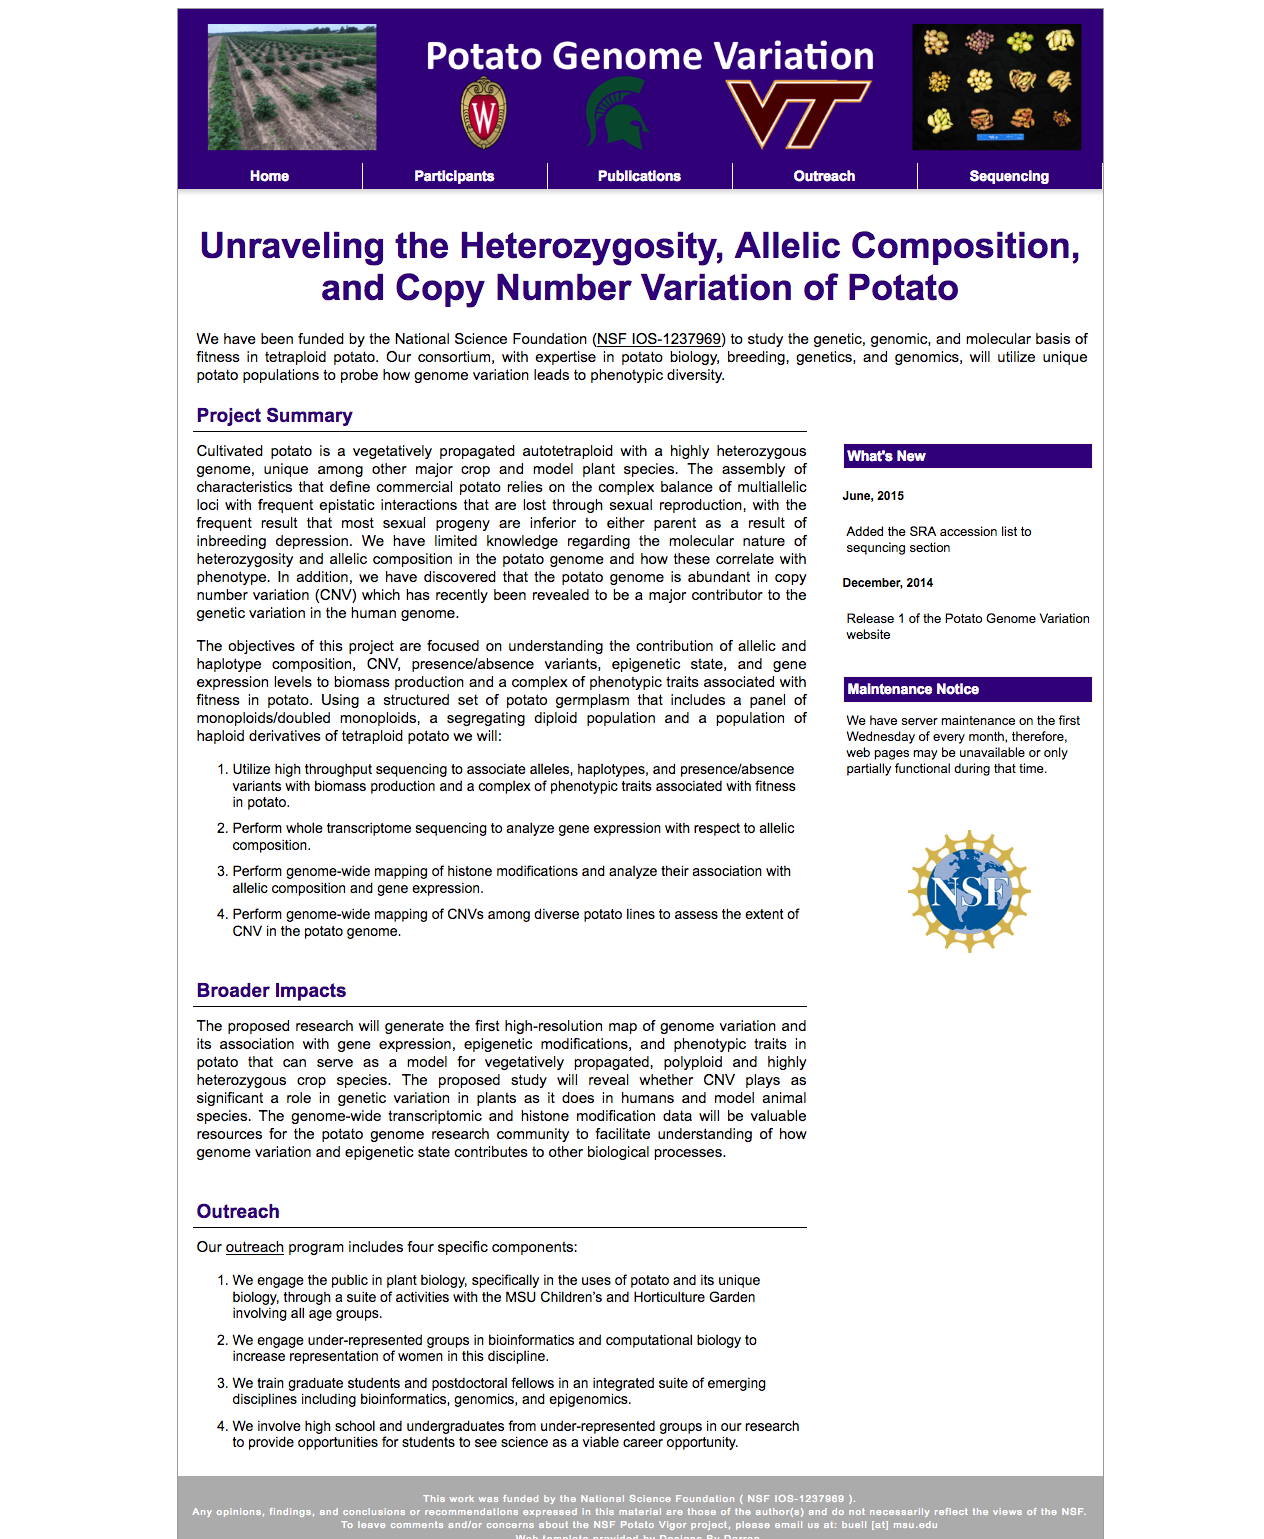 Potato Genome Variation
W
VT
Home Participants Publications Outreach Sequencing
Unraveling the Heterozygosity, Allelic Composition,
and Copy Number Variation of Potato
We have been funded by the National Science Foundation (NSF IOS-1237969) to study the genetic, genomic, and molecular basis of
fitness in tetraploid potato. Our consortium, with expertise in potato biology, breeding, genetics, and genomics, will utilize unique
potato populations to probe how genome variation leads to phenotypic diversity.
Project Summary
Cultivated potato is a vegetatively propagated autotetraploid with a highly heterozygous
genome, unique among other major crop and model plant species. The assembly of
characteristics that define commercial potato relies on the complex balance of multiallelic
loci with frequent epistatic interactions that are lost through sexual reproduction, with the
frequent result that most sexual progeny are inferior to either parent as a result of
inbreeding depression. We have limited knowledge regarding the molecular nature of
heterozygosity and allelic composition in the potato genome and how these correlate with
phenotype. In addition, we have discovered that the potato genome is abundant in copy
number variation (CNV) which has recently been revealed to be a major contributor to the
genetic variation in the human genome.
The objectives of this project are focused on understanding the contribution of allelic and
haplotype composition, CNV, presence/absence variants, epigenetic state, and gene
expression levels to biomass production and a complex of phenotypic traits associated with
fitness in potato. Using a structured set of potato germplasm that includes a panel of
monoploids/doubled monoploids, a segregating diploid population and a population of
haploid derivatives of tetraploid potato we will:
1. Utilize high throughput sequencing to associate alleles, haplotypes, and presence/absence
variants with biomass production and a complex of phenotypic traits associated with fitness
in potato.
2. Perform whole transcriptome sequencing to analyze gene expression with respect to allelic
composition.
3. Perform genome-wide mapping of histone modifications and analyze their association with
allelic composition and gene expression.
4. Perform genome-wide mapping of CNVs among diverse potato lines to assess the extent of
CNV in the potato genome.
Broader Impacts
The proposed research will generate the first high-resolution map of genome variation and
its association with gene expression, epigenetic modifications, and phenotypic traits in
potato that can serve as a model for vegetatively propagated, polyploid and highly
heterozygous crop species. The proposed study will reveal whether CNV plays as
significant a role in genetic variation in plants as it does in humans and model animal
species. The genome-wide transcriptomic and histone modification data will be valuable
resources for the potato genome research community to facilitate understanding of how
genome variation and epigenetic state contributes to other biological processes.
Outreach
Our outreach program includes four specific components:
1. We engage the public in plant biology, specifically in the uses of potato and its unique
biology, through a suite of activities with the MSU Children’s and Horticulture Garden
involving all age groups.
2. We engage under-represented groups in bioinformatics and computational biology to
increase representation of women in this discipline.
3. We train graduate students and postdoctoral fellows in an integrated suite of emerging
disciplines including bioinformatics, genomics, and epigenomics.
4. We involve high school and undergraduates from under-represented groups in our research
to provide opportunities for students to see science as a viable career opportunity.
What's New
June, 2015
Added the SRA accession list to
sequncing section
December, 2014
Release 1 of the Potato Genome Variation
website
Maintenance Notice
We have server maintenance on the first
Wednesday of every month, therefore,
web pages may be unavailable or only
partially functional during that time.
NSF
This work was funded by the National Science Foundation ( NSF IOS-1237969 ).
Any opinions, findings, and conclusions or recommendations expressed in this material are those of the author(s) and do not necessarily reflect the views of the NSF.
To leave comments and/or concerns about the NSF Potato Vigor project, please email us at: buell [at] msu.edu
Web template provided by Designs By Darren